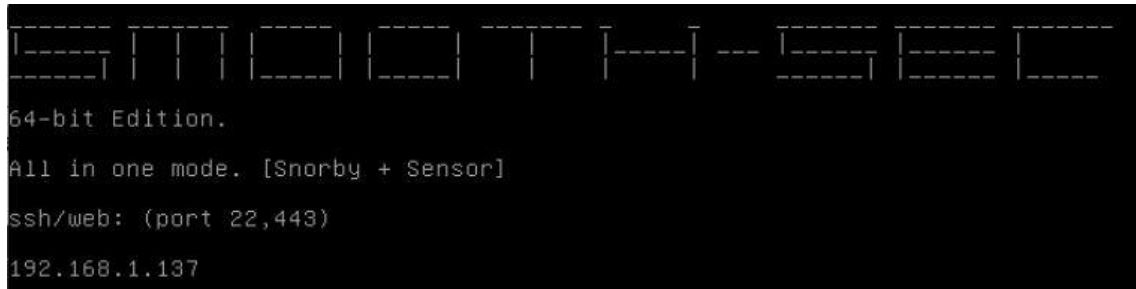 SMOOTH-SEC
64-bit Edition.
All in one mode. [Snorby + Sensor]
ssh/web: (port 22,443)
192.168.1.137